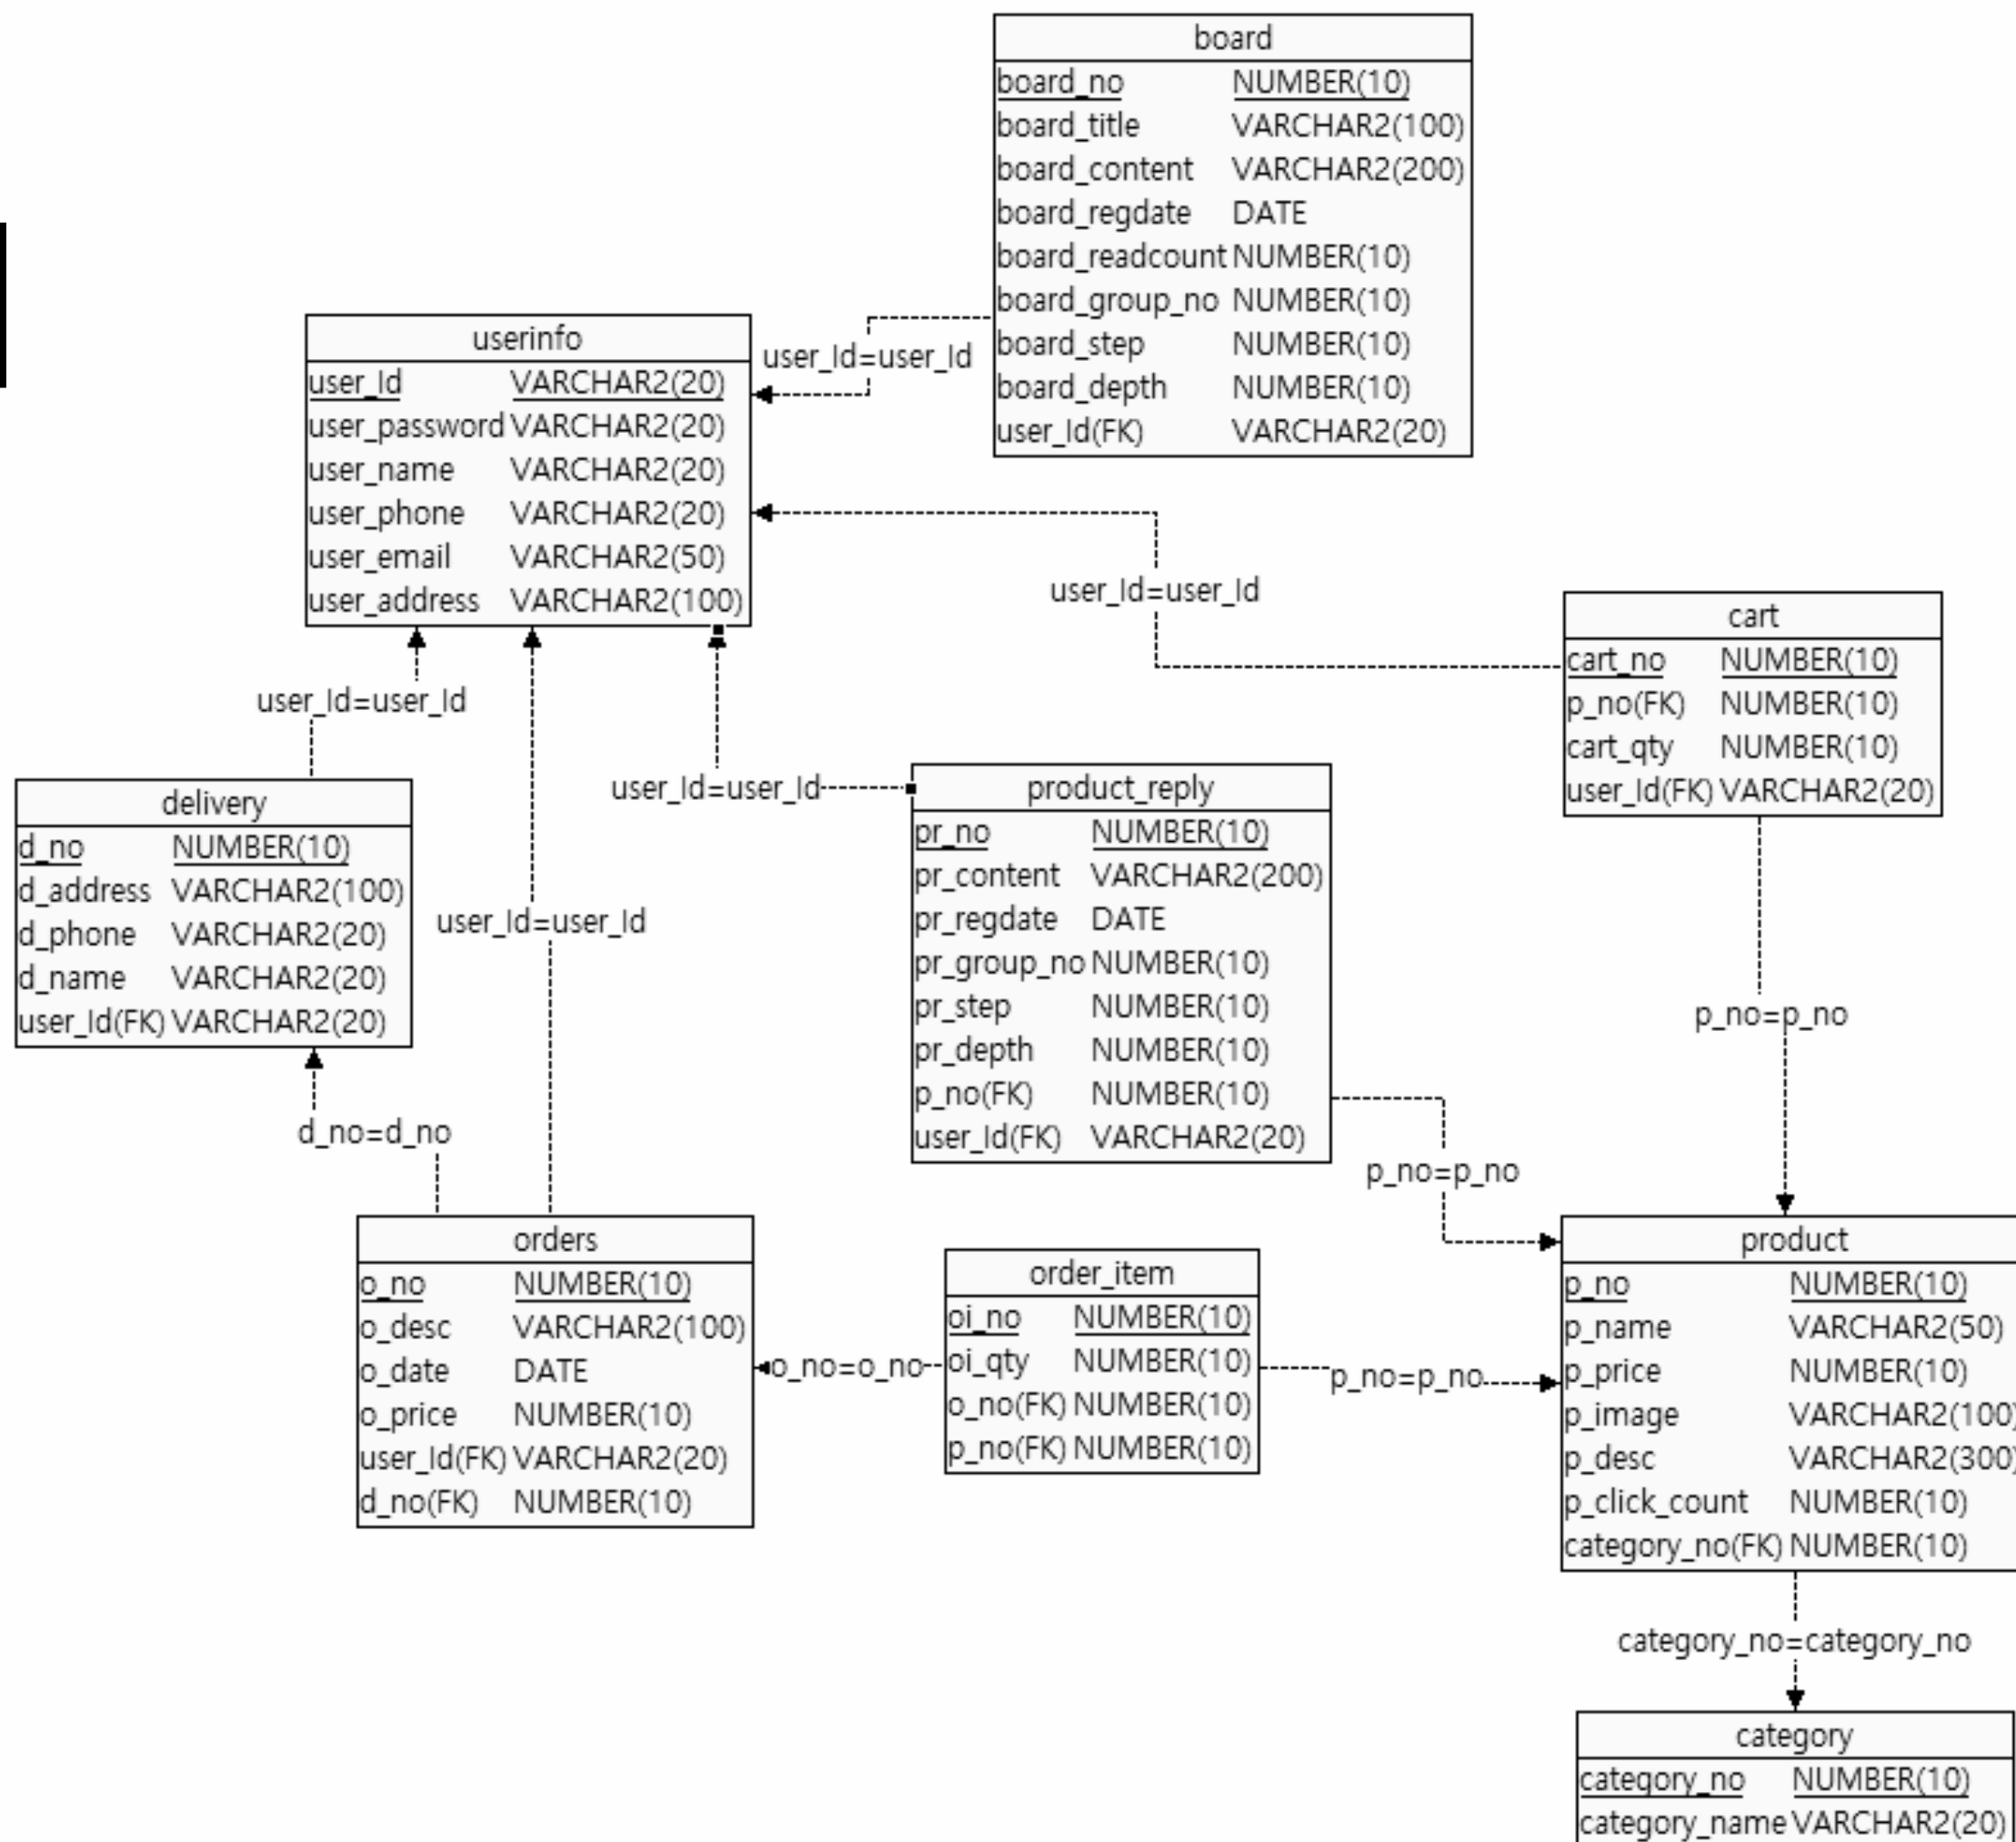 board
board_no NUMBER(10)
board_title VARCHAR2(100)
board_content VARCHAR2(200)
board_regdate DATE
board_readcount NUMBER(10)
board_group_no NUMBER(10)
board_step NUMBER(10)
board_depth NUMBER(10)
user_Id(FK) VARCHAR2(20)
user_Id=user_Id
userinfo
user_Id VARCHAR2(20)
user_password VARCHAR2(20)
user_name VARCHAR2(20)
user_phone VARCHAR2(20)
user_email VARCHAR2(50)
user_address VARCHAR2(100)
user_Id=user_Id
cart
cart_no NUMBER(10)
p_no(FK) NUMBER(10)
cart_qty NUMBER(10)
user_Id(FK) VARCHAR2(20)
user_Id=user_Id
user_Id=user_Id
user_Id=user_Id
delivery
d_no NUMBER(10)
d_address VARCHAR2(100)
d_phone VARCHAR2(20)
d_name VARCHAR2(20)
user_Id(FK) VARCHAR2(20)
product_reply
pr_no NUMBER(10)
pr_content VARCHAR2(200)
pr_regdate DATE
pr_group_no NUMBER(10)
pr_step NUMBER(10)
pr_depth NUMBER(10)
p_no(FK) NUMBER(10)
user_Id(FK) VARCHAR2(20)
p_no=p_no
d_no=d_no
p_no=p_no
orders
o_no NUMBER(10)
o_desc VARCHAR2(100)
o_date DATE
o_price NUMBER(10)
user_Id(FK) VARCHAR2(20)
d_no(FK) NUMBER(10)
o_no=o_no
order_item
oi_no NUMBER(10)
oi_qty NUMBER(10)
o_no(FK) NUMBER(10)
p_no(FK) NUMBER(10)
p_no=p_no
product
p_no NUMBER(10)
p_name VARCHAR2(50)
p_price NUMBER(10)
p_image VARCHAR2(100)
p_desc VARCHAR2(300)
p_click_count NUMBER(10)
category_no(FK) NUMBER(10)
category_no=category_no
category
category_no NUMBER(10)
category_name VARCHAR2(20)